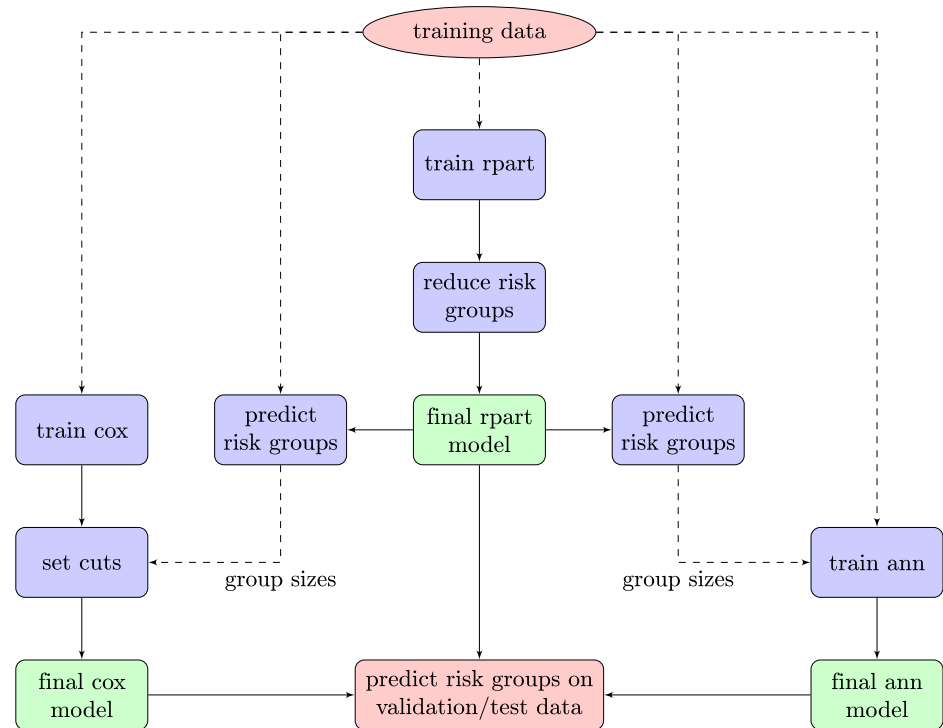 training data
train rpart
reduce risk
groups
train cox
predict
risk groups
final rpart
model
predict
risk groups
set cuts
group sizes
group sizes
train ann
final cox
model
predict risk groups on
validation/test data
final ann
model